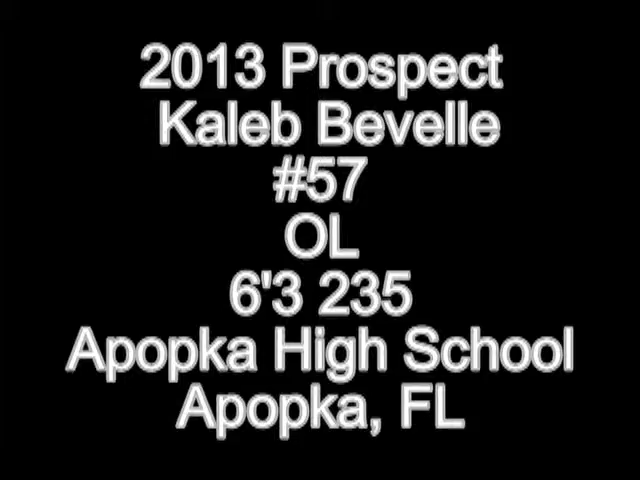 2013 Prospect
Kaleb Bevelle
#57
OL
6'3 235
Apopka High School
Apopka, FL